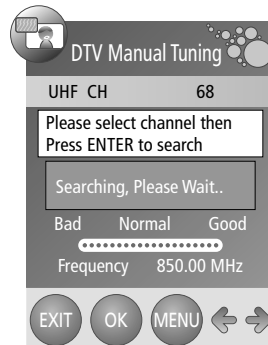 DTV Manual Tuning
UHF CH 68
Please select channel then
Press ENTER to search
Searching, Please Wait..
Bad Normal Good
Frequency 850.00 MHz
EXIT OK MENU